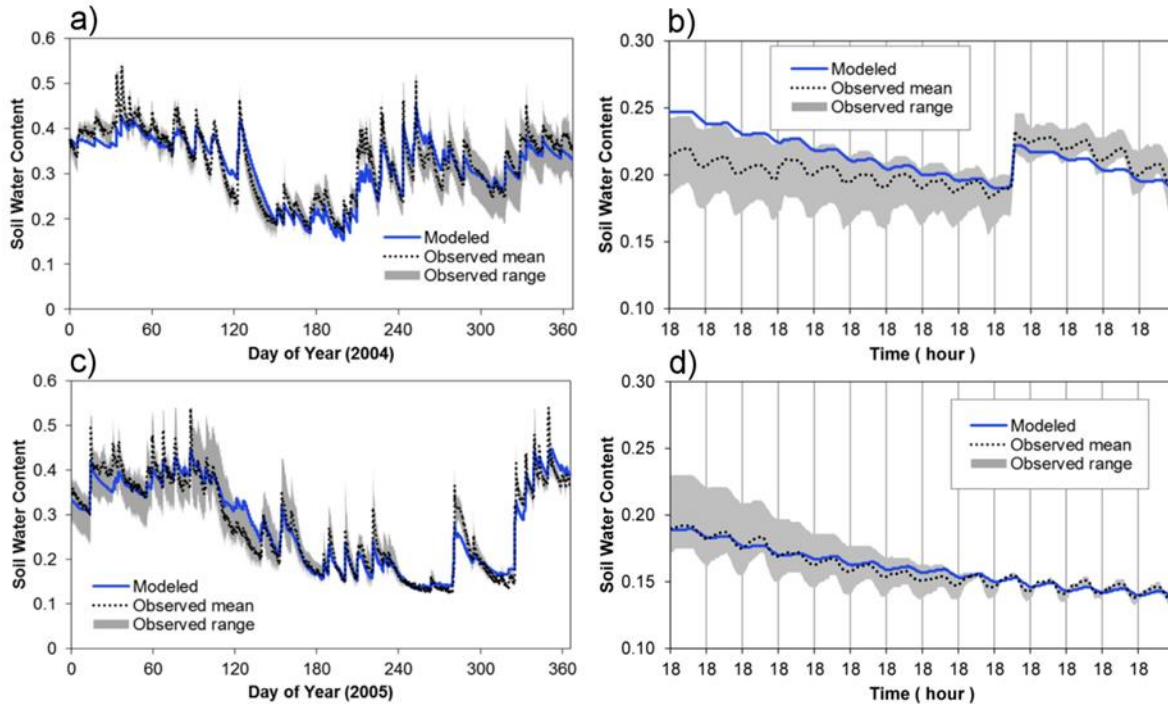 a)
Soil Water Content
0.6
0.5
0.4
0.3
0.2
0.1
0
Modeled
Observed mean
Observed range
0 60 120 180 240 300 360
Day of Year (2004)
b)
Soil Water Content
0.30
0.25
0.20
0.15
0.10
Modeled
Observed mean
Observed range
18 18 18 18 18 18 18 18 18 18 18 18 18 18
Time ( hour )
c)
Soil Water Content
0.6
0.5
0.4
0.3
0.2
0.1
0
Modeled
Observed mean
Observed range
0 60 120 180 240 300 360
Day of Year (2005)
d)
Soil Water Content
0.30
0.25
0.20
0.15
0.10
Modeled
Observed mean
Observed range
18 18 18 18 18 18 18 18 18 18 18 18 18 18
Time ( hour )